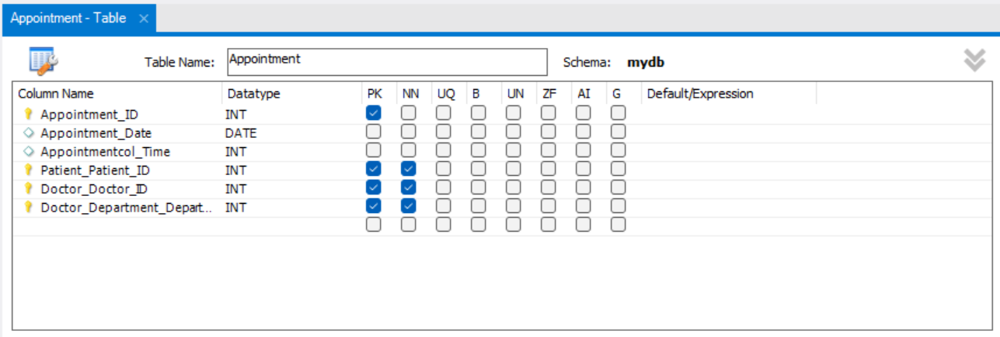 Appointment - Table ×
Table Name: Appointment Schema: mydb
Column Name Datatype PK NN UQ B UN ZF AI G Default/Expression
Appointment_ID INT
Appointment_Date DATE
Appointmentcol_Time INT
Patient_Patient_ID INT
Doctor_Doctor_ID INT
Doctor_Department_Depart... INT